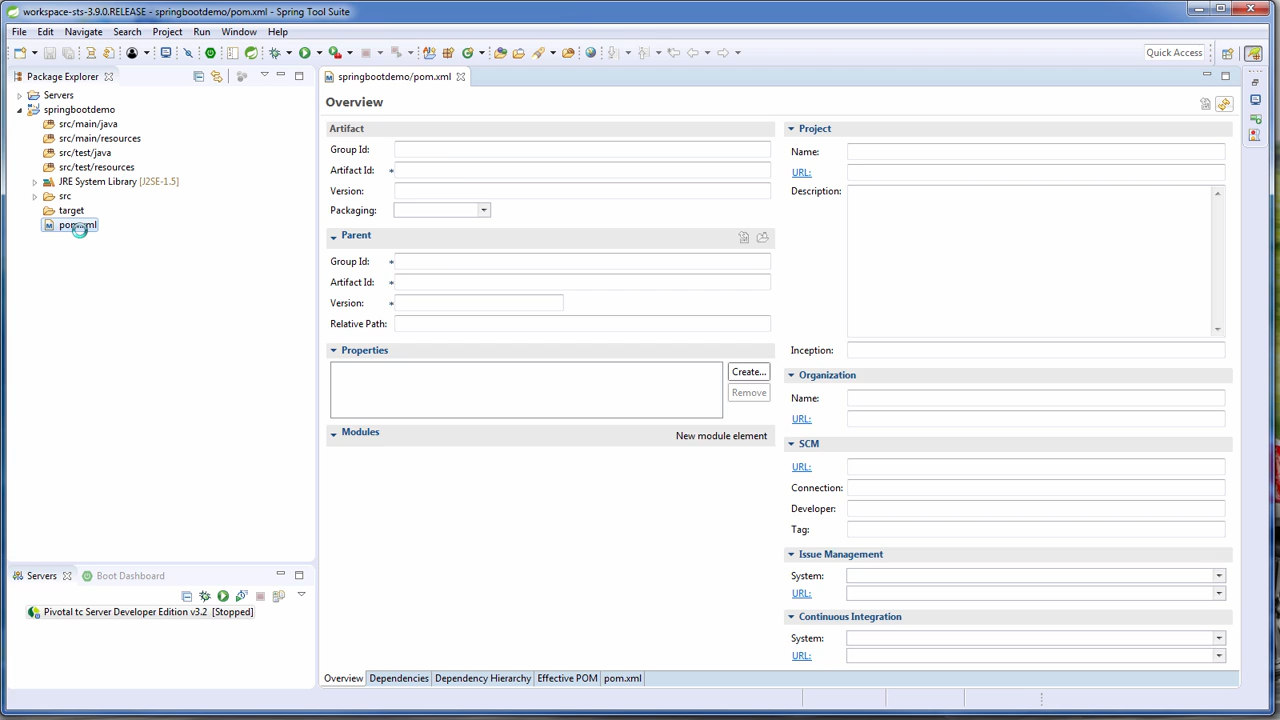 workspace-sts-3.9.0.RELEASE - springbootdemo/pom.xml - Spring Tool Suite
File Edit Navigate Search Project Run Window Help
Quick Access
Package Explorer
Servers
springbootdemo
src/main/java
src/main/resources
src/test/java
src/test/resources
JRE System Library [J2SE-1.5]
src
target
pom.xml
Servers Boot Dashboard
Pivotal tc Server Developer Edition v3.2 [Stopped]
springbootdemo/pom.xml
Overview
Artifact
Group Id:
Artifact Id:
Version:
Packaging:
Parent
Group Id:
Artifact Id:
Version:
Relative Path:
Properties
Create...
Remove
Modules
New module element
Project
Name:
URL:
Description:
Inception:
Organization
Name:
URL:
SCM
URL:
Connection:
Developer:
Tag:
Issue Management
System:
URL:
Continuous Integration
System:
URL:
Overview Dependencies Dependency Hierarchy Effective POM pom.xml